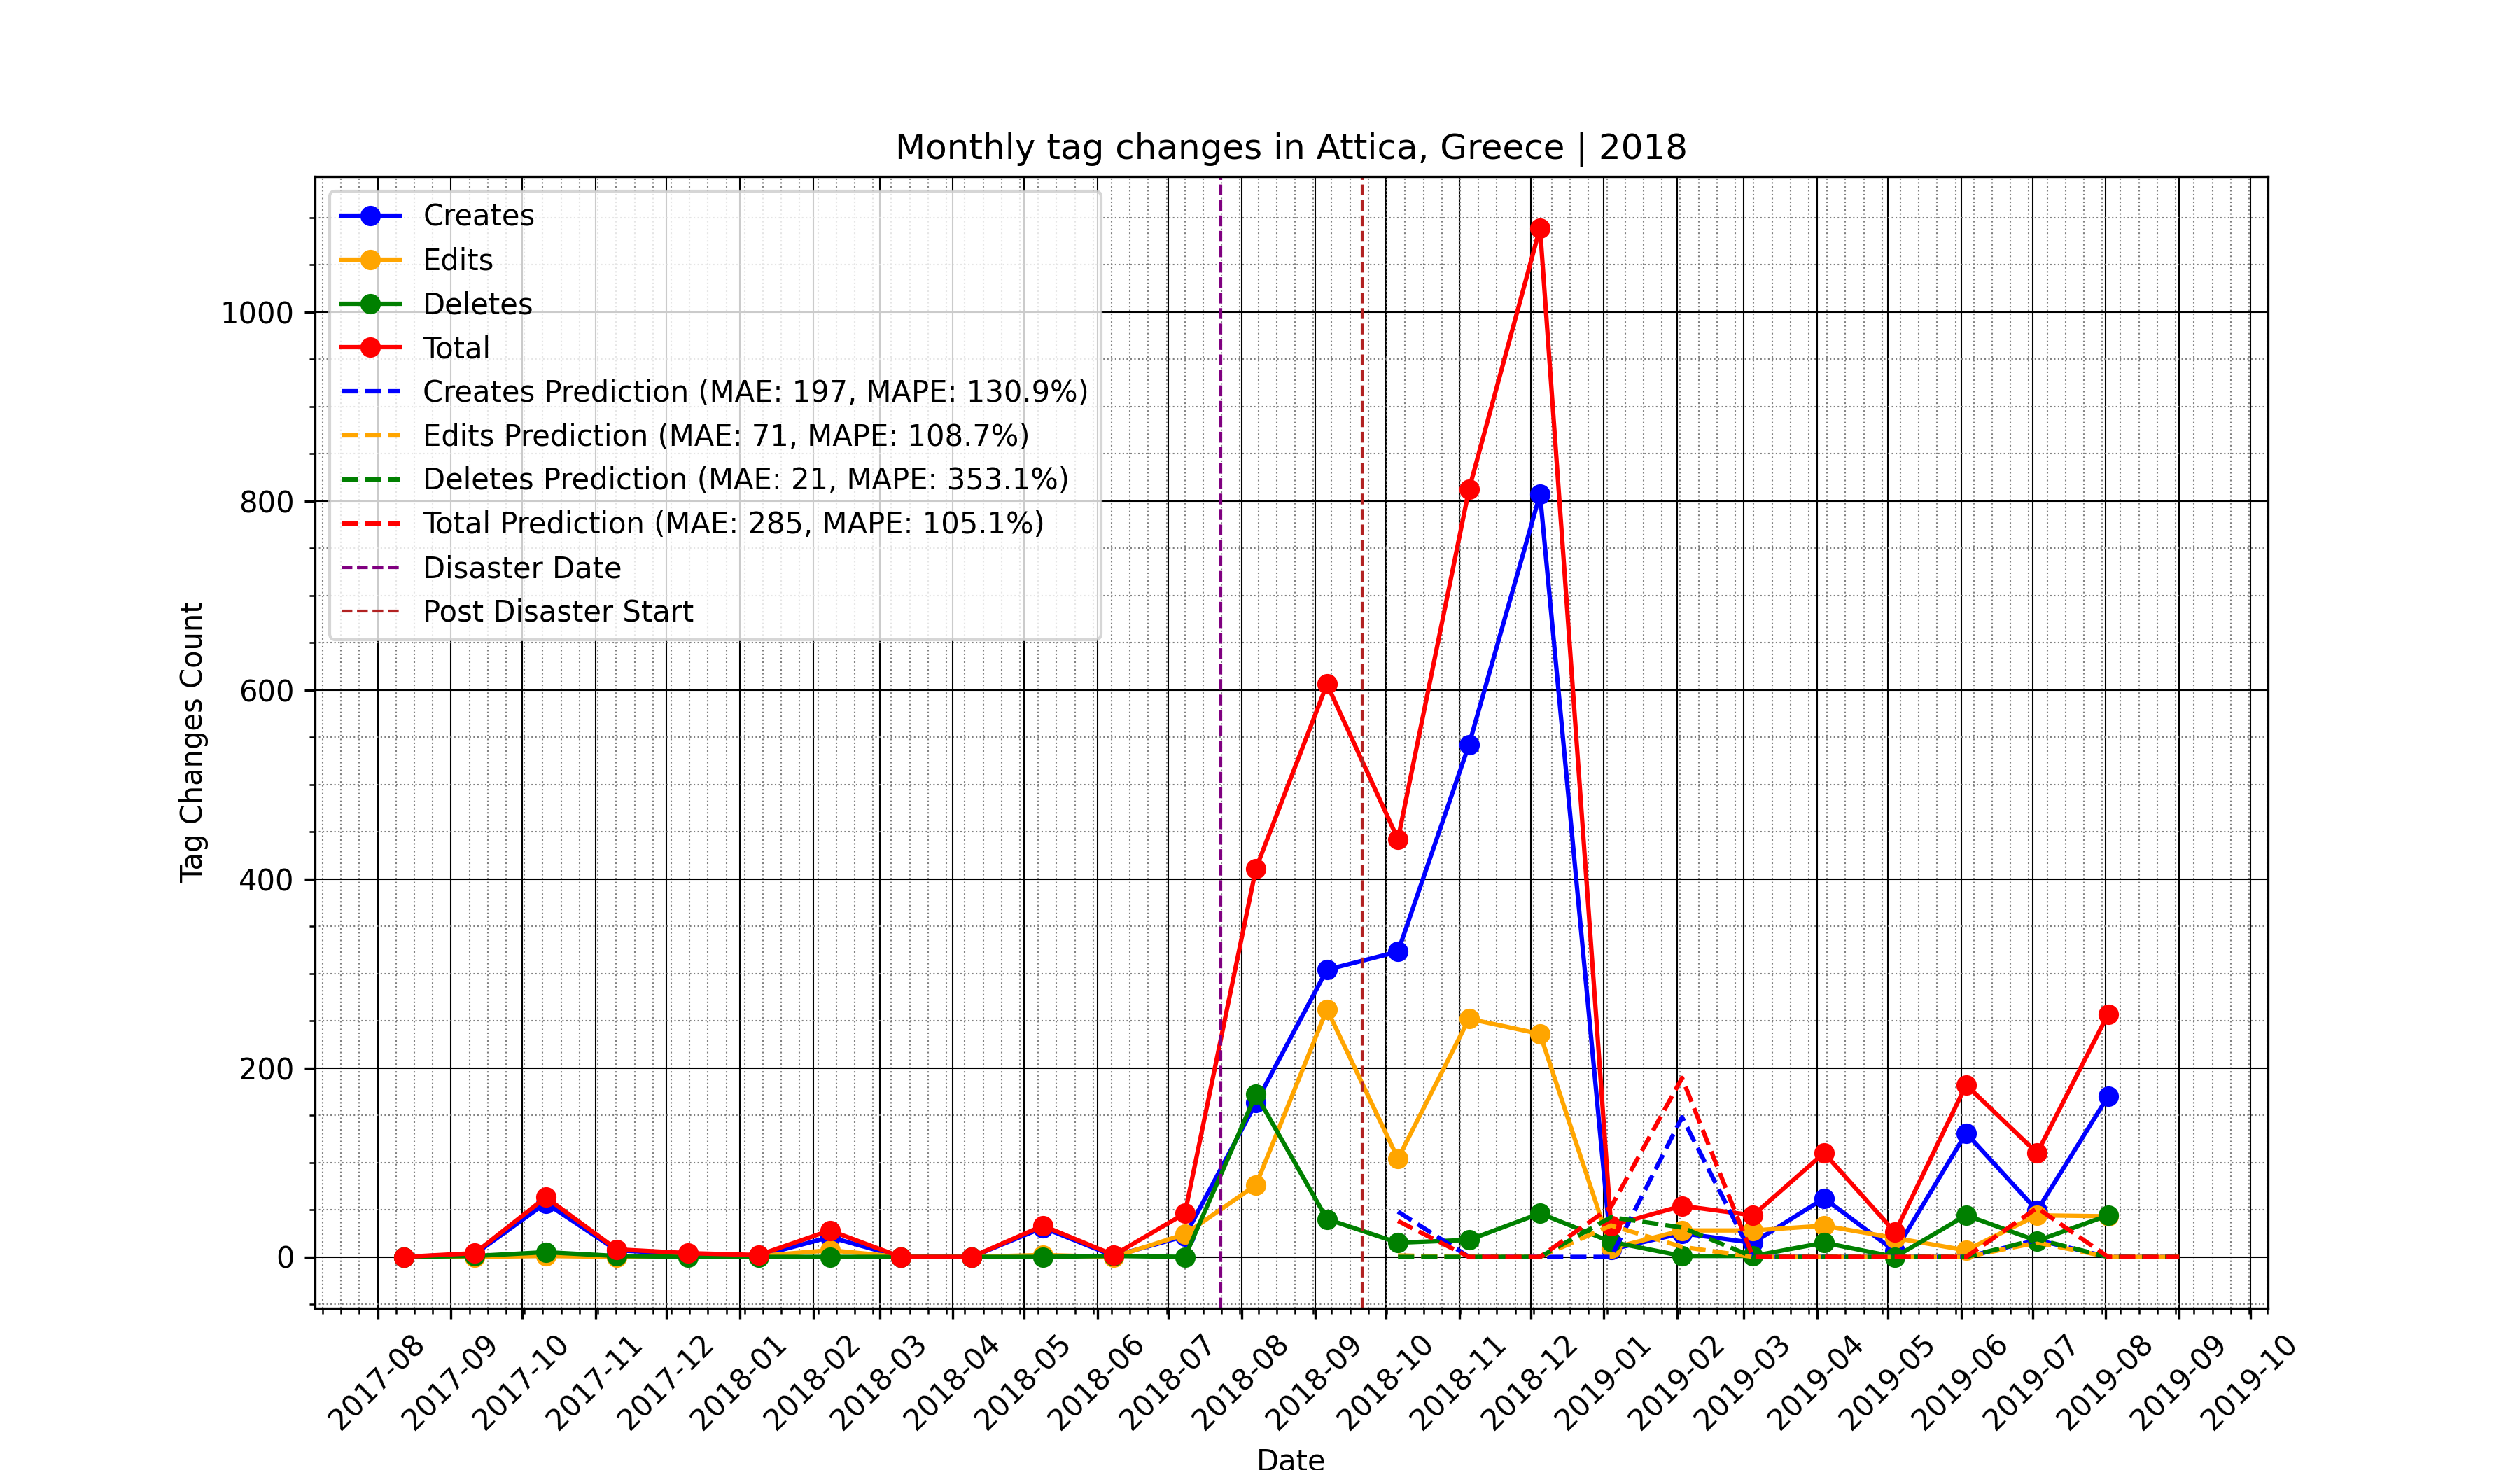 Monthly tag changes in Attica, Greece | 2018
Creates
Edits
Deletes
Total
Creates Prediction (MAE: 197, MAPE: 130.9%)
Edits Prediction (MAE: 71, MAPE: 108.7%)
Deletes Prediction (MAE: 21, MAPE: 353.1%)
Total Prediction (MAE: 285, MAPE: 105.1%)
Disaster Date
Post Disaster Start
Tag Changes Count
1000
800
600
400
200
0
2017-08
2017-09
2017-10
2017-11
2017-12
2018-01
2018-02
2018-03
2018-04
2018-05
2018-06
2018-07
2018-08
2018-09
2018-10
2018-11
2018-12
2019-01
2019-02
2019-03
2019-04
2019-05
2019-06
2019-07
2019-08
2019-09
2019-10
Date